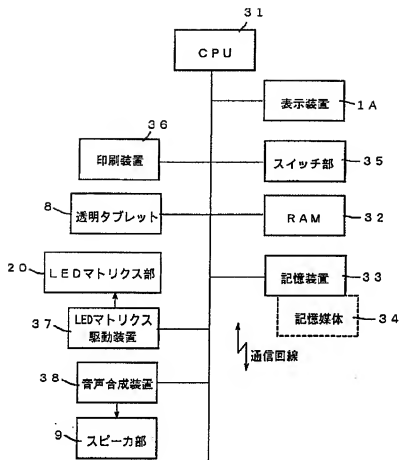 31
CPU
表示装置
1A
36
印刷装置
スイッチ部
35
8
透明タブレット
RAM
32
20
LEDマトリクス部
記憶装置
33
記憶媒体
34
37
LEDマトリクス
駆動装置
通信回線
38
音声合成装置
9
スピーカ部